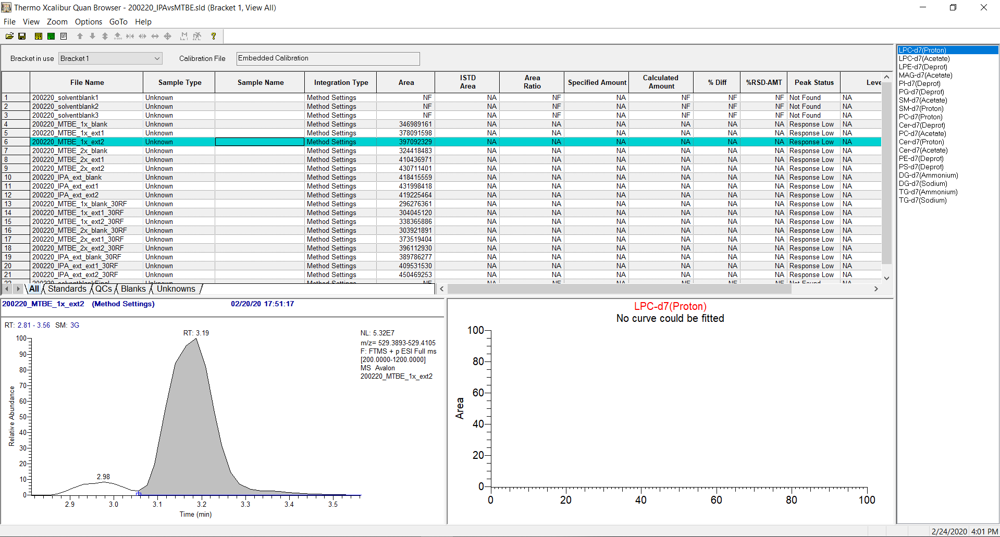 Thermo Xcalibur Quan Browser - 200220_IPAvsMTBE.sld (Bracket 1, View All)
File View Zoom Options GoTo Help
Bracket in use Bracket 1 Calibration File Embedded Calibration
File Name Sample Type Sample Name Integration Type Area ISTD Area Area Ratio Specified Amount Calculated Amount % Diff %RSD-AMT Peak Status Leve
1 200220_solventblank1 Unknown Method Settings NF NA NF NA NF NF NF Not Found NA
2 200220_solventblank2 Unknown Method Settings NF NA NF NA NF NF NF Not Found NA
3 200220_solventblank3 Unknown Method Settings NF NA NF NA NF NF NF Not Found NA
4 200220_MTBE_1x_blank Unknown Method Settings 346989161 NA NA NA NA NA NA Response Low NA
5 200220_MTBE_1x_ext1 Unknown Method Settings 378091598 NA NA NA NA NA NA Response Low NA
6 200220_MTBE_1x_ext2 Unknown Method Settings 397092329 NA NA NA NA NA NA Response Low NA
7 200220_MTBE_2x_blank Unknown Method Settings 324418483 NA NA NA NA NA NA Response Low NA
8 200220_MTBE_2x_ext1 Unknown Method Settings 410436971 NA NA NA NA NA NA Response Low NA
9 200220_MTBE_2x_ext2 Unknown Method Settings 430711401 NA NA NA NA NA NA Response Low NA
10 200220_IPA_ext_blank Unknown Method Settings 418415559 NA NA NA NA NA NA Response Low NA
11 200220_IPA_ext_ext1 Unknown Method Settings 431998418 NA NA NA NA NA NA Response Low NA
12 200220_IPA_ext_ext2 Unknown Method Settings 419225464 NA NA NA NA NA NA Response Low NA
13 200220_MTBE_1x_blank_30RF Unknown Method Settings 296276361 NA NA NA NA NA NA Response Low NA
14 200220_MTBE_1x_ext1_30RF Unknown Method Settings 304045120 NA NA NA NA NA NA Response Low NA
15 200220_MTBE_1x_ext2_30RF Unknown Method Settings 338365886 NA NA NA NA NA NA Response Low NA
16 200220_MTBE_2x_blank_30RF Unknown Method Settings 303921891 NA NA NA NA NA NA Response Low NA
17 200220_MTBE_2x_ext1_30RF Unknown Method Settings 373519404 NA NA NA NA NA NA Response Low NA
18 200220_MTBE_2x_ext2_30RF Unknown Method Settings 396112930 NA NA NA NA NA NA Response Low NA
19 200220_IPA_ext_blank_30RF Unknown Method Settings 389786277 NA NA NA NA NA NA Response Low NA
20 200220_IPA_ext_ext1_30RF Unknown Method Settings 409531530 NA NA NA NA NA NA Response Low NA
21 200220_IPA_ext_ext2_30RF Unknown Method Settings 450469253 NA NA NA NA NA NA Response Low NA
All Standards QCs Blanks Unknowns
LPC-d7(Proton)
LPC-d7(Acetate)
LPE-d7(Deprot)
MAG-d7(Acetate)
PI-d7(Deprot)
PG-d7(Deprot)
SM-d7(Acetate)
SM-d7(Proton)
PC-d7(Proton)
Cer-d7(Deprot)
PC-d7(Acetate)
Cer-d7(Proton)
Cer-d7(Acetate)
PE-d7(Deprot)
PS-d7(Deprot)
DG-d7(Ammonium)
DG-d7(Sodium)
TG-d7(Ammonium)
TG-d7(Sodium)
200220_MTBE_1x_ext2 (Method Settings) 02/20/20 17:51:17
RT: 2.81 - 3.56 SM: 3G
RT: 3.19
NL: 5.32E7
m/z= 529.3893-529.4105
F: FTMS + p ESI Full ms
[200.0000-1200.0000]
MS Avalon
200220_MTBE_1x_ext2
100
90
80
70
60
50
40
30
20
10
0
Relative Abundance
2.98
2.9 3.0 3.1 3.2 3.3 3.4 3.5
Time (min)
LPC-d7(Proton)
No curve could be fitted
100
80
60
40
20
0
Area
0 20 40 60 80 100
2/24/2020 4:01 PM